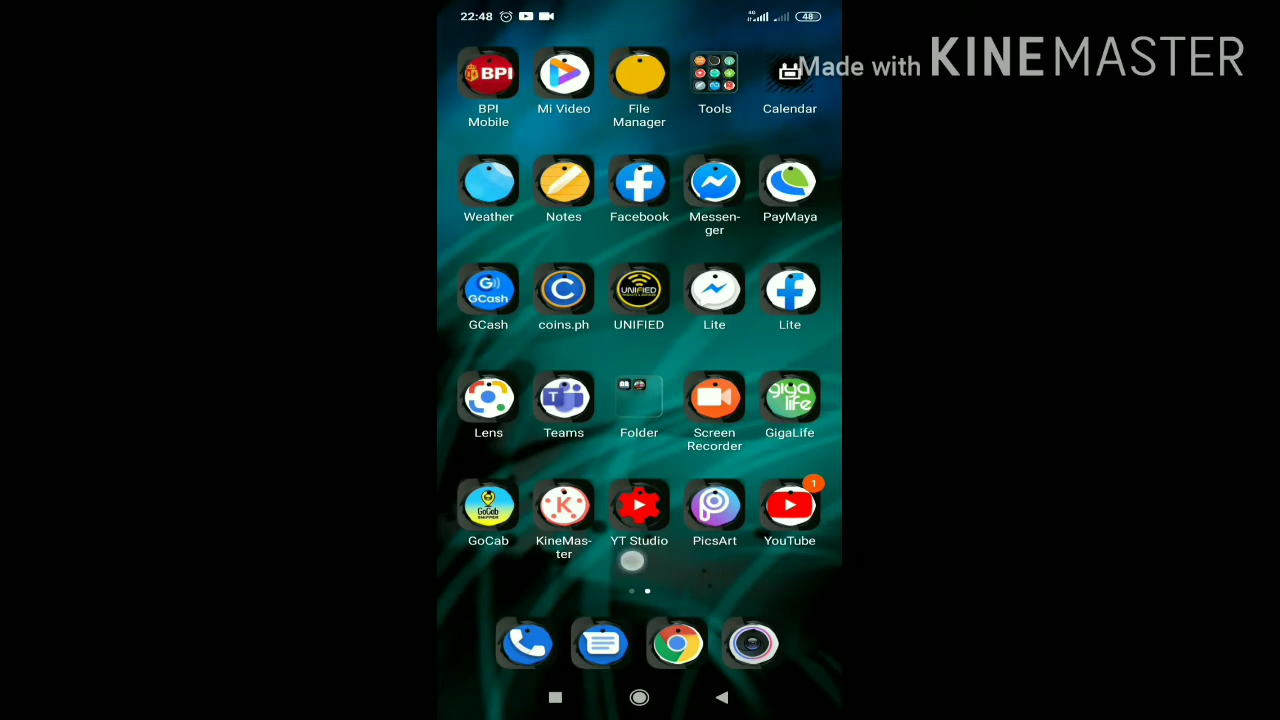 22:48
4G
48
Made with KINEMASTER
BPI
BPI
Mobile
Mi Video
File
Manager
Tools
Calendar
Weather
Notes
Facebook
Messen-
ger
PayMaya
G
GCash
GCash
C
coins.ph
UNIFIED
UNIFIED
Lite
Lite
Lens
T
Teams
Folder
Screen
Recorder
giga
life
GigaLife
GoCab
GoCab
K
KineMas-
ter
YT Studio
PicsArt
1
YouTube